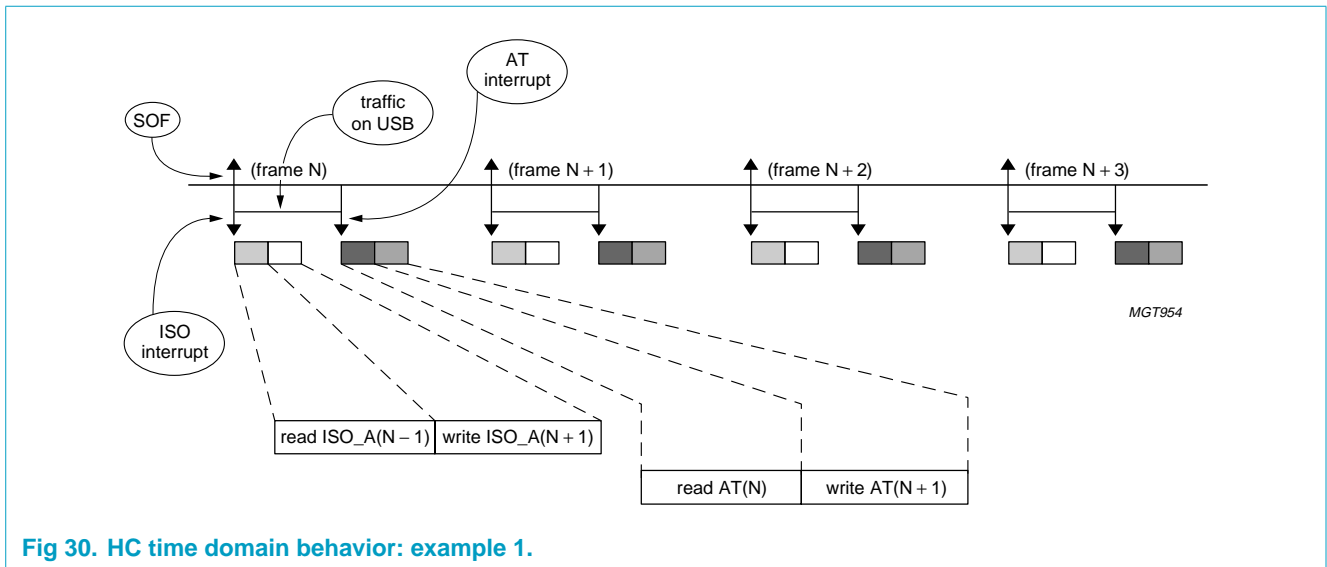 AT
interrupt
traffic
on USB
SOF
(frame N)
(frame N + 1)
(frame N + 2)
(frame N + 3)
MGT954
ISO
interrupt
read ISO_A(N − 1)
write ISO_A(N + 1)
read AT(N)
write AT(N + 1)
Fig 30. HC time domain behavior: example 1.